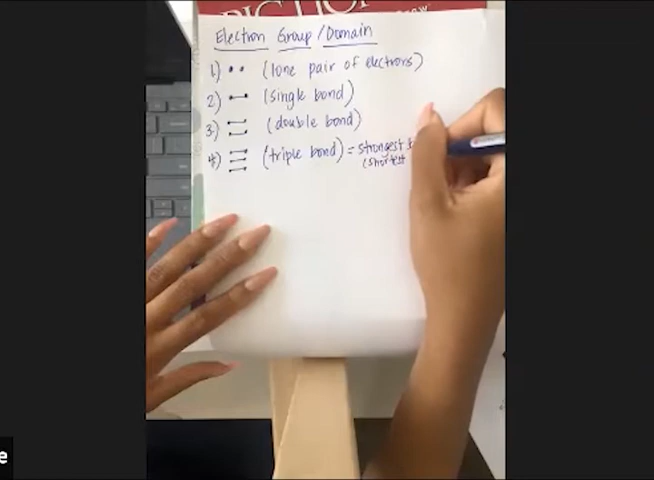 Electron Group / Domain
1) •• (lone pair of electrons)
2) (single bond)
3) (double bond)
4) (triple bond) = strongest
(shortest
e